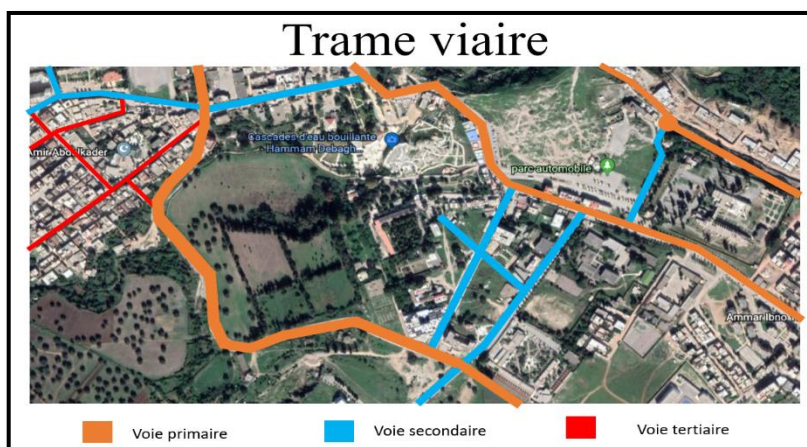 Trame viaire
Cascades d'eau bouillante
- Hammam Debagh...
Amir Abdelkader
parc automobile
Ammar Ibno
Voie primaire
Voie secondaire
Voie tertiaire